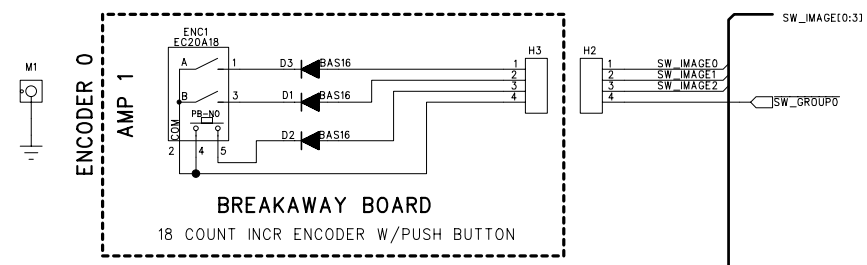 SW_IMAGE[0:3]
ENC1
EC20A18
H3
H2
M1
ENCODER 0
AMP 1
A
1
D3
BAS16
1
2
3
4
1
2
3
4
SW_IMAGE0
SW_IMAGE1
SW_IMAGE2
SW_GROUP0
B
3
D1
BAS16
PB-NO
COM
D2
BAS16
2
4
5
BREAKAWAY BOARD
18 COUNT INCR ENCODER W/PUSH BUTTON